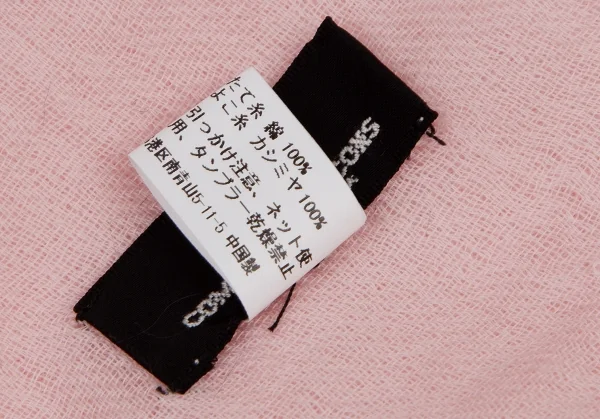 たて糸 綿 100%
よこ糸 カシミヤ 100%
引っかけ注意、ネット使
用 タンブラー乾燥禁止
港区南青山5-11-5 中国製